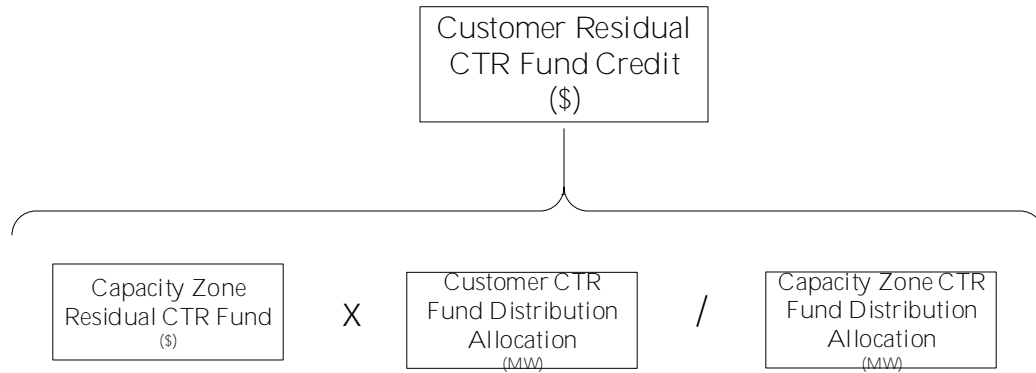 Customer Residual
CTR Fund Credit
($)
Capacity Zone
Residual CTR Fund
($)
X
Customer CTR
Fund Distribution
Allocation
(MW)
/
Capacity Zone CTR
Fund Distribution
Allocation
(MW)